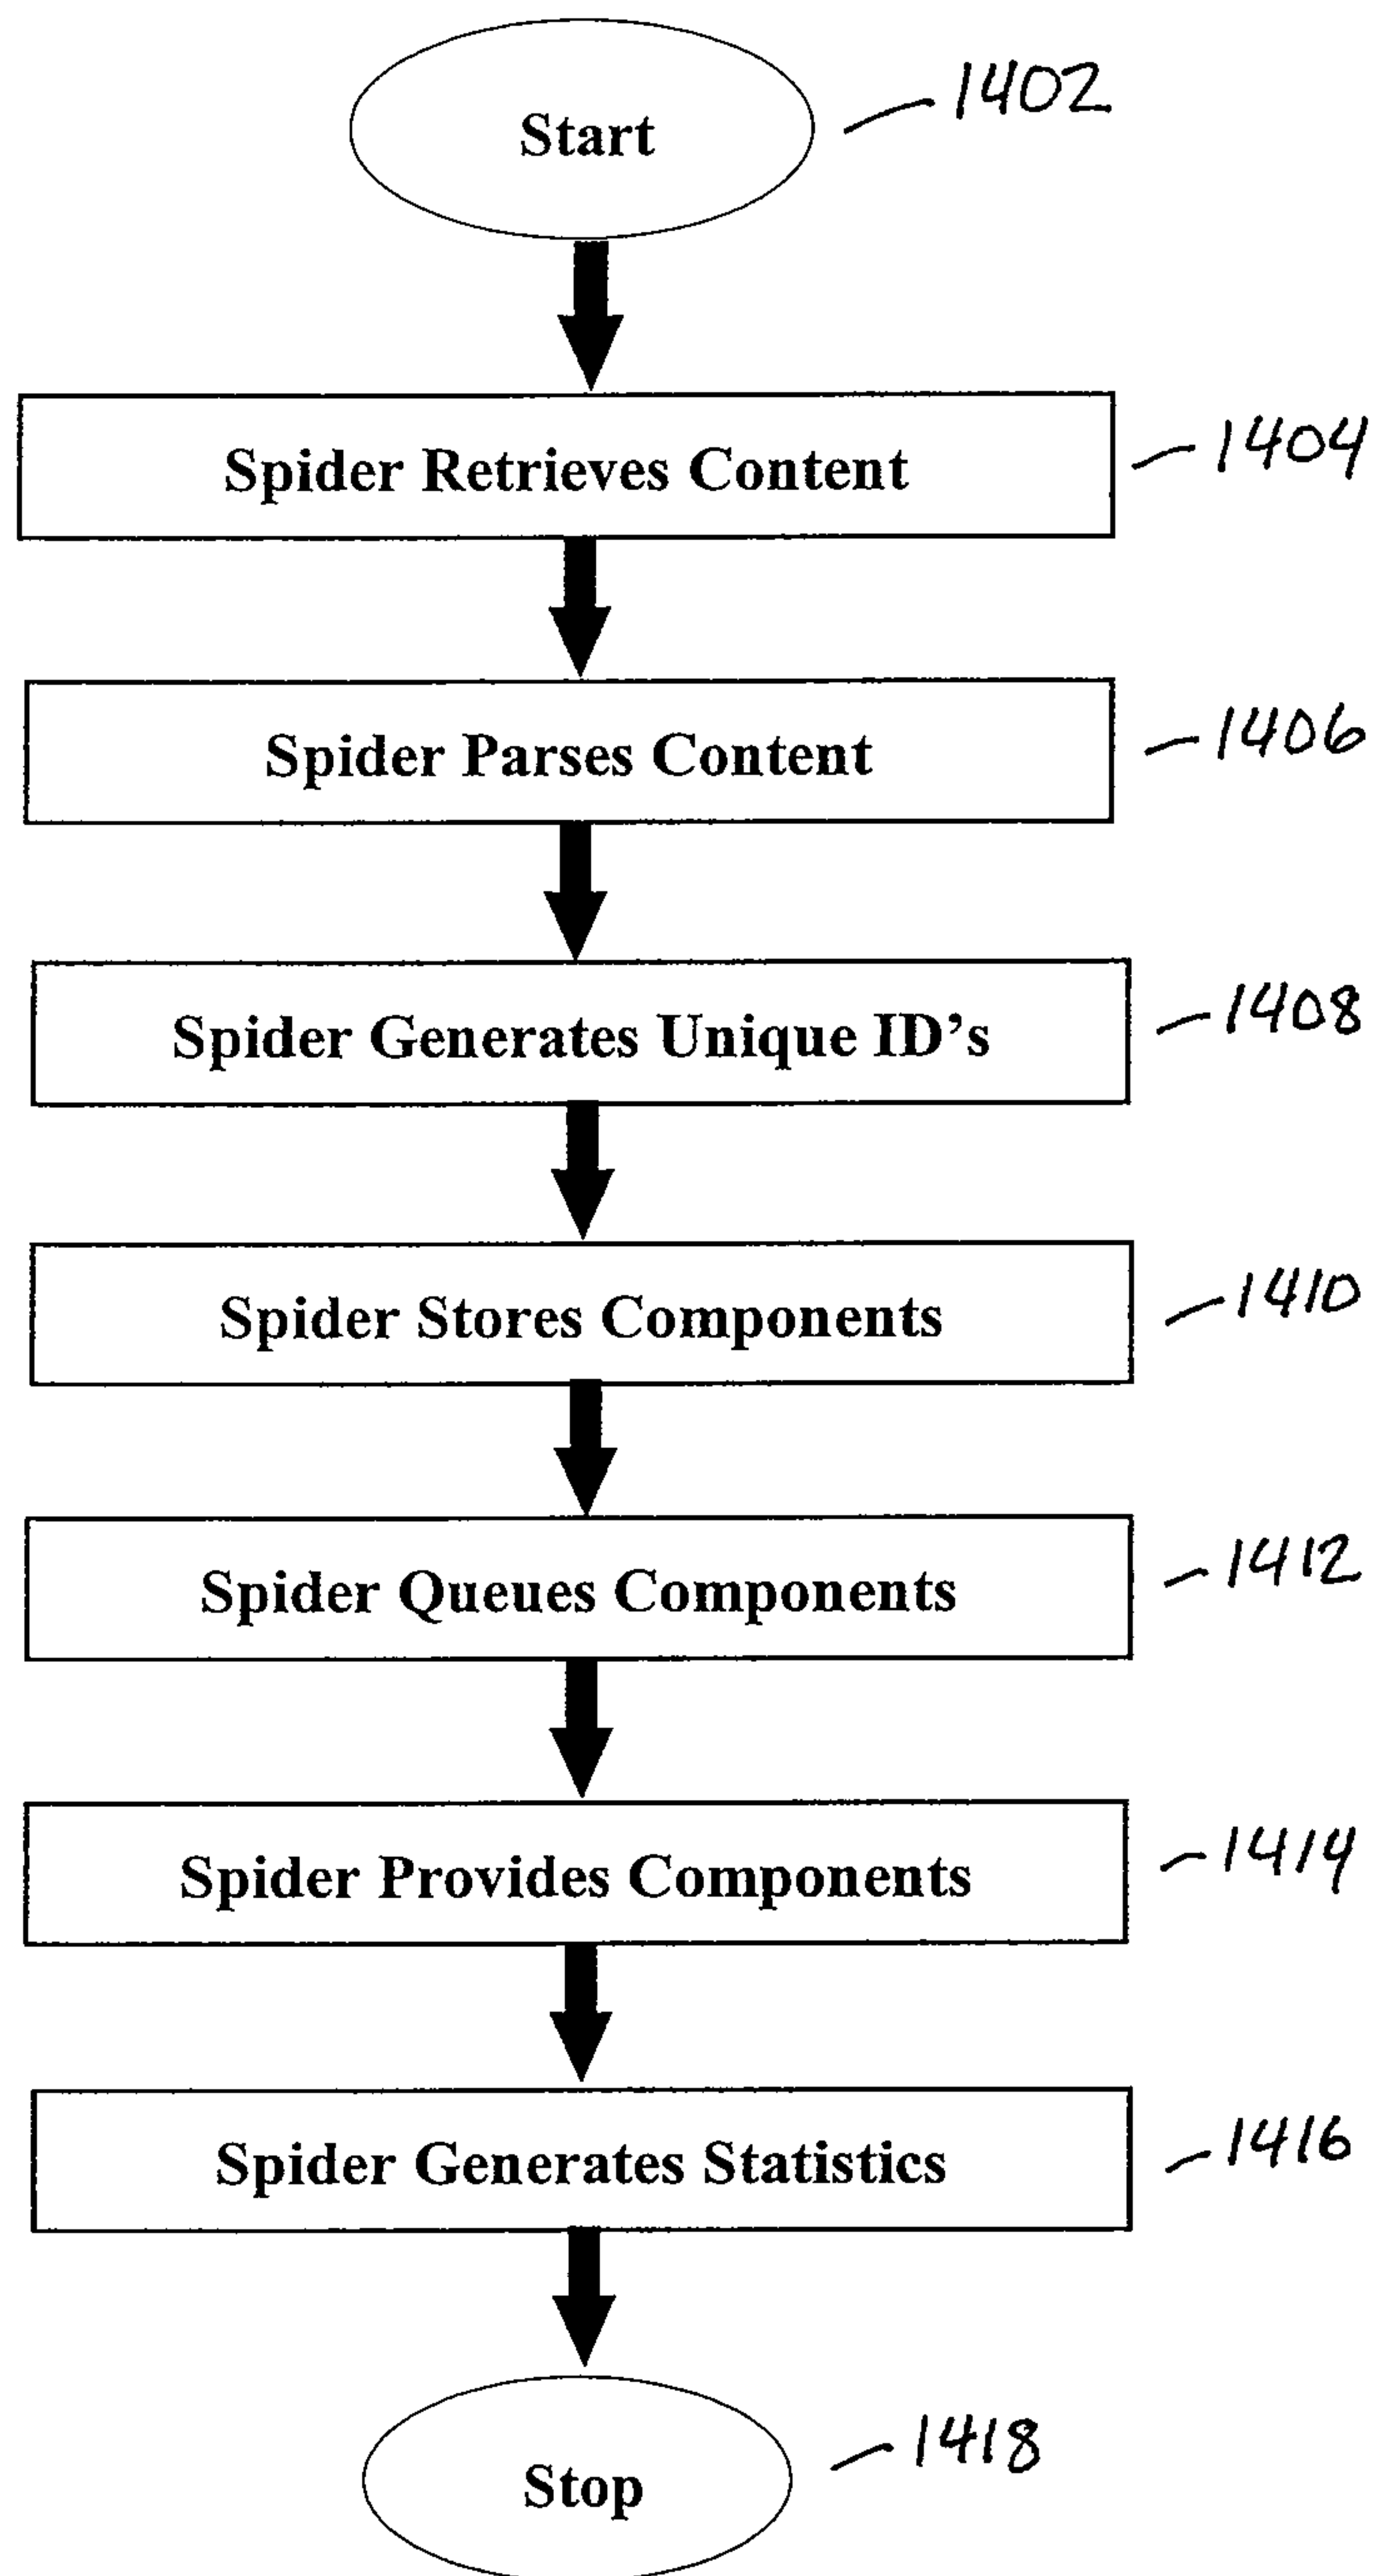 Start
1402
Spider Retrieves Content
1404
Spider Parses Content
1406
Spider Generates Unique ID’s
1408
Spider Stores Components
1410
Spider Queues Components
1412
Spider Provides Components
1414
Spider Generates Statistics
1416
Stop
1418